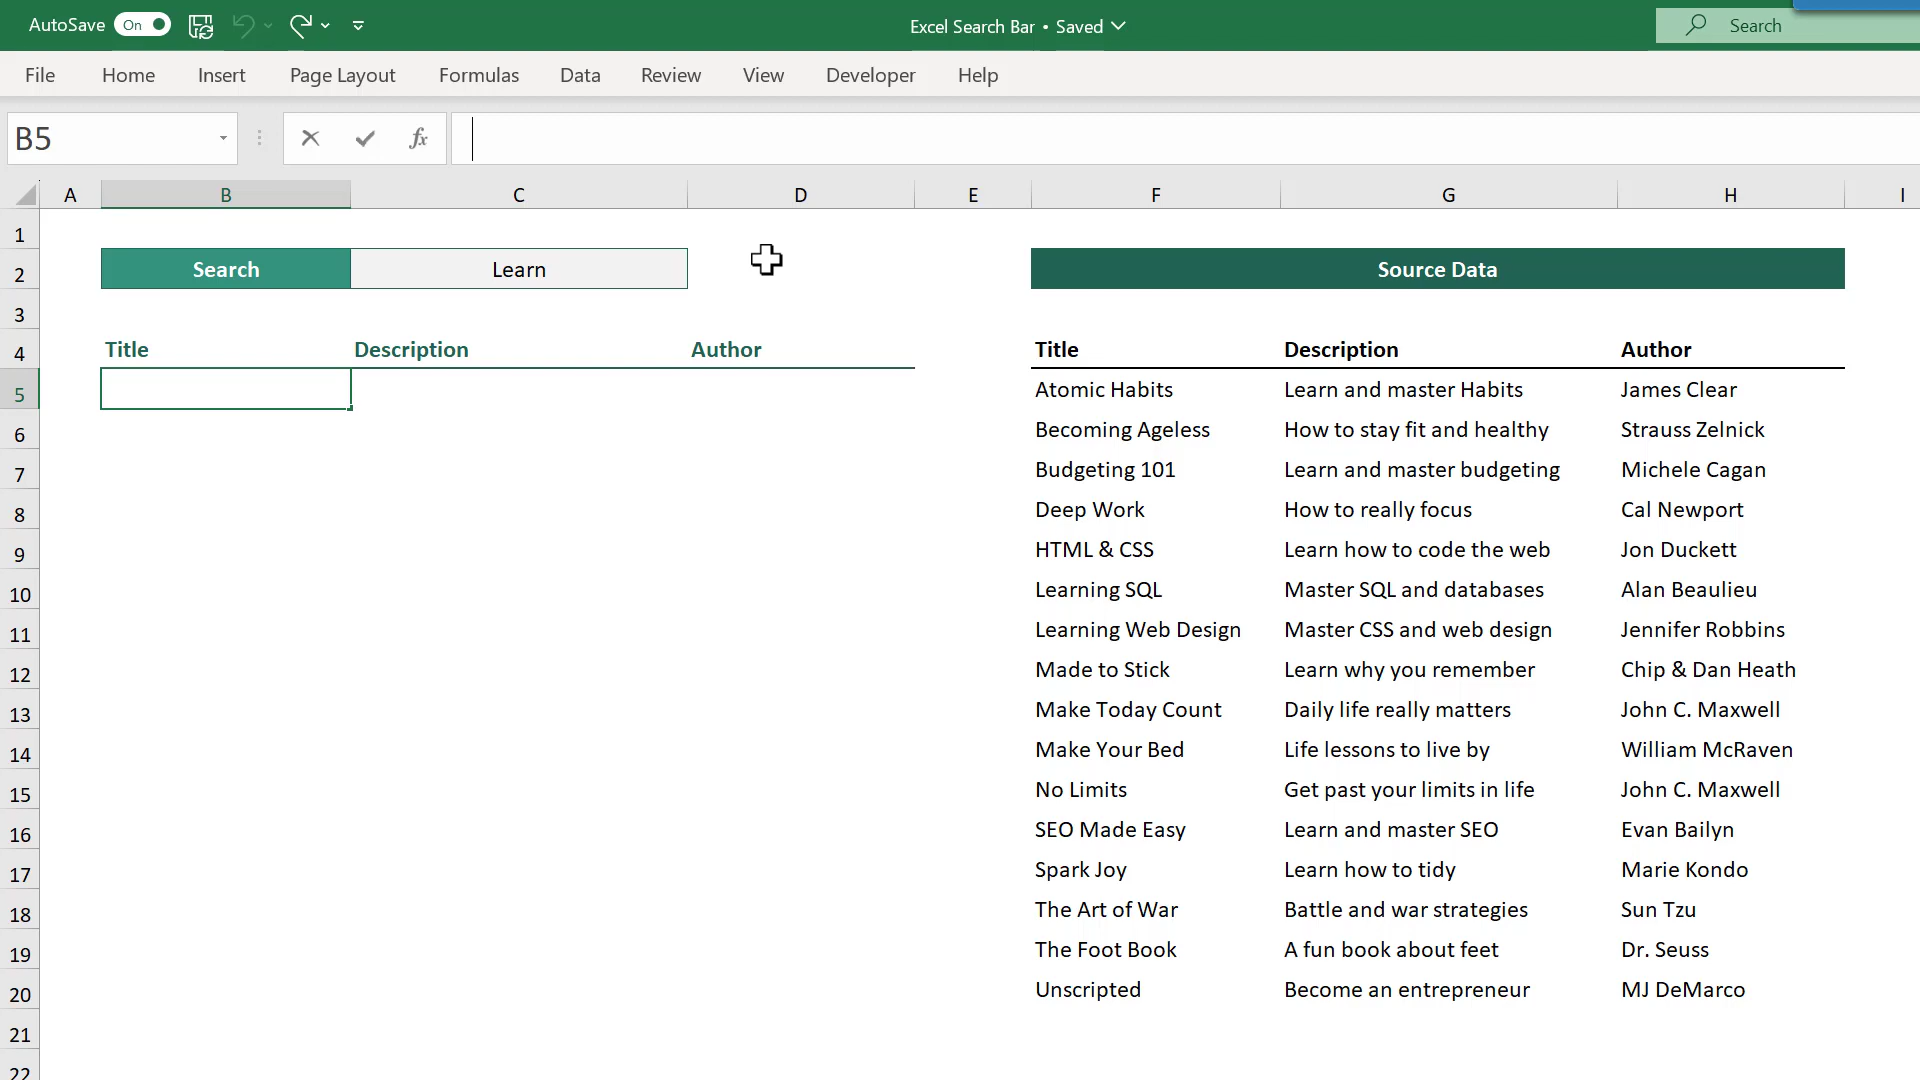 AutoSave On Excel Search Bar • Saved Search
File Home Insert Page Layout Formulas Data Review View Developer Help
B5 fx
A B C D E F G H I
1
2 Search Learn Source Data
3
4 Title Description Author Title Description Author
5 Atomic Habits Learn and master Habits James Clear
6 Becoming Ageless How to stay fit and healthy Strauss Zelnick
7 Budgeting 101 Learn and master budgeting Michele Cagan
8 Deep Work How to really focus Cal Newport
9 HTML & CSS Learn how to code the web Jon Duckett
10 Learning SQL Master SQL and databases Alan Beaulieu
11 Learning Web Design Master CSS and web design Jennifer Robbins
12 Made to Stick Learn why you remember Chip & Dan Heath
13 Make Today Count Daily life really matters John C. Maxwell
14 Make Your Bed Life lessons to live by William McRaven
15 No Limits Get past your limits in life John C. Maxwell
16 SEO Made Easy Learn and master SEO Evan Bailyn
17 Spark Joy Learn how to tidy Marie Kondo
18 The Art of War Battle and war strategies Sun Tzu
19 The Foot Book A fun book about feet Dr. Seuss
20 Unscripted Become an entrepreneur MJ DeMarco
21
22